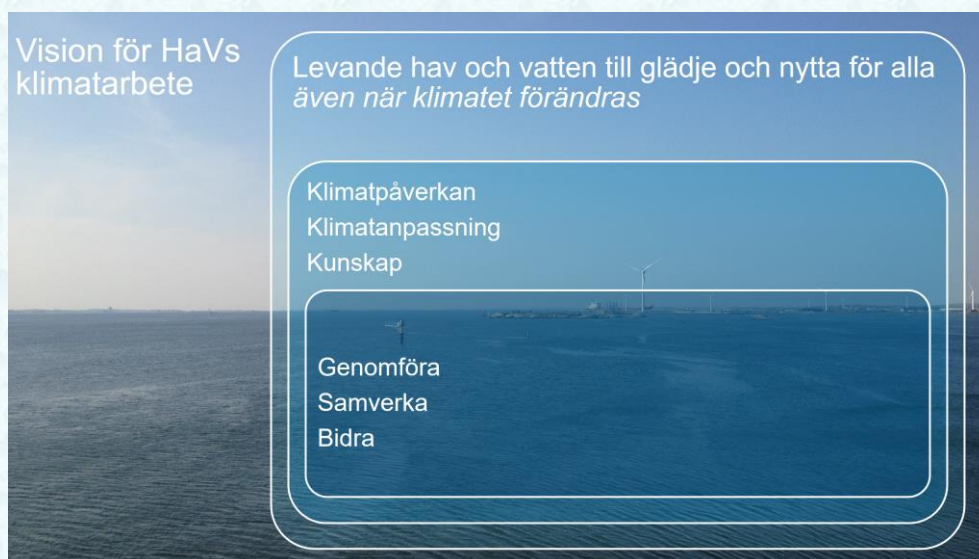 Vision för HaVs
klimatarbete
Levande hav och vatten till glädje och nytta för alla
även när klimatet förändras
Klimatpåverkan
Klimatanpassning
Kunskap
Genomföra
Samverka
Bidra